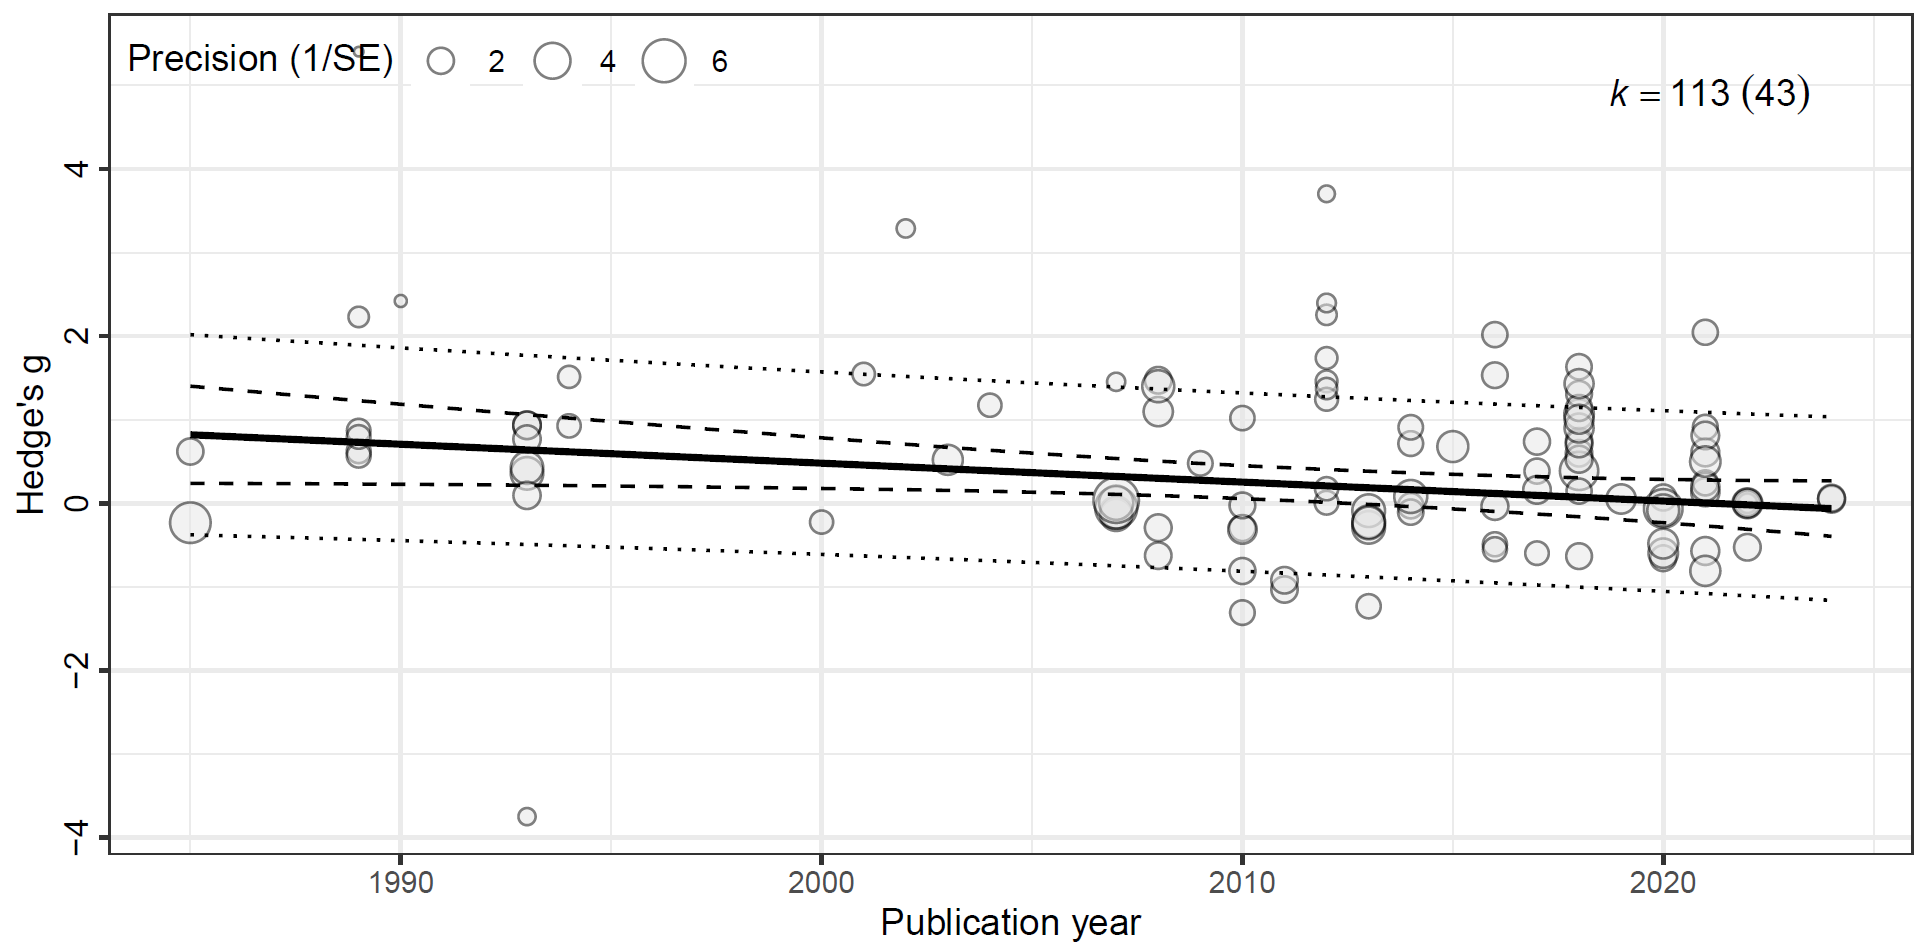 Precision (1/SE) 2 4 6
k = 113 (43)
4
2
0
−2
−4
Hedge's g
1990 2000 2010 2020
Publication year